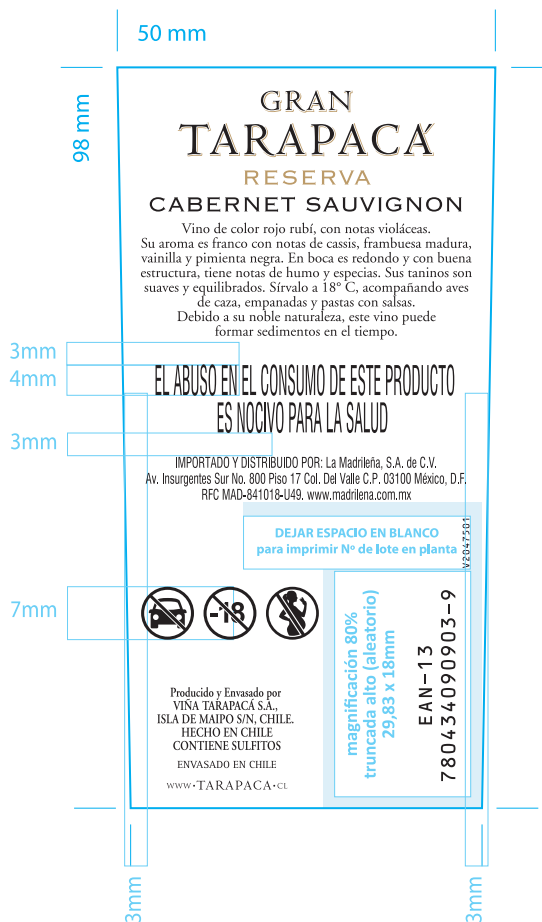 50 mm
98 mm
GRAN
TARAPACÁ
RESERVA
CABERNET SAUVIGNON
Vino de color rojo rubí, con notas violáceas.
Su aroma es franco con notas de cassis, frambuesa madura,
vainilla y pimienta negra. En boca es redondo y con buena
estructura, tiene notas de humo y especias. Sus taninos son
suaves y equilibrados. Sírvalo a 18° C, acompañando aves
de caza, empanadas y pastas con salsas.
Debido a su noble naturaleza, este vino puede
formar sedimentos en el tiempo.
3mm
4mm
EL ABUSO EN EL CONSUMO DE ESTE PRODUCTO
ES NOCIVO PARA LA SALUD
3mm
IMPORTADO Y DISTRIBUIDO POR: La Madrileña, S.A. de C.V.
Av. Insurgentes Sur No. 800 Piso 17 Col. Del Valle C.P. 03100 México, D.F.
RFC MAD-841018-U49. www.madrilena.com.mx
DEJAR ESPACIO EN BLANCO
para imprimir Nº de lote en planta
V2047501
7mm
-18
magnificación 80%
truncada alto (aleatorio)
29,83 x 18mm
EAN-13
780434090903-9
Producido y Envasado por
VIÑA TARAPACÁ S.A.,
ISLA DE MAIPO S/N, CHILE.
HECHO EN CHILE
CONTIENE SULFITOS
ENVASADO EN CHILE
WWW•TARAPACA•CL
3mm
3mm